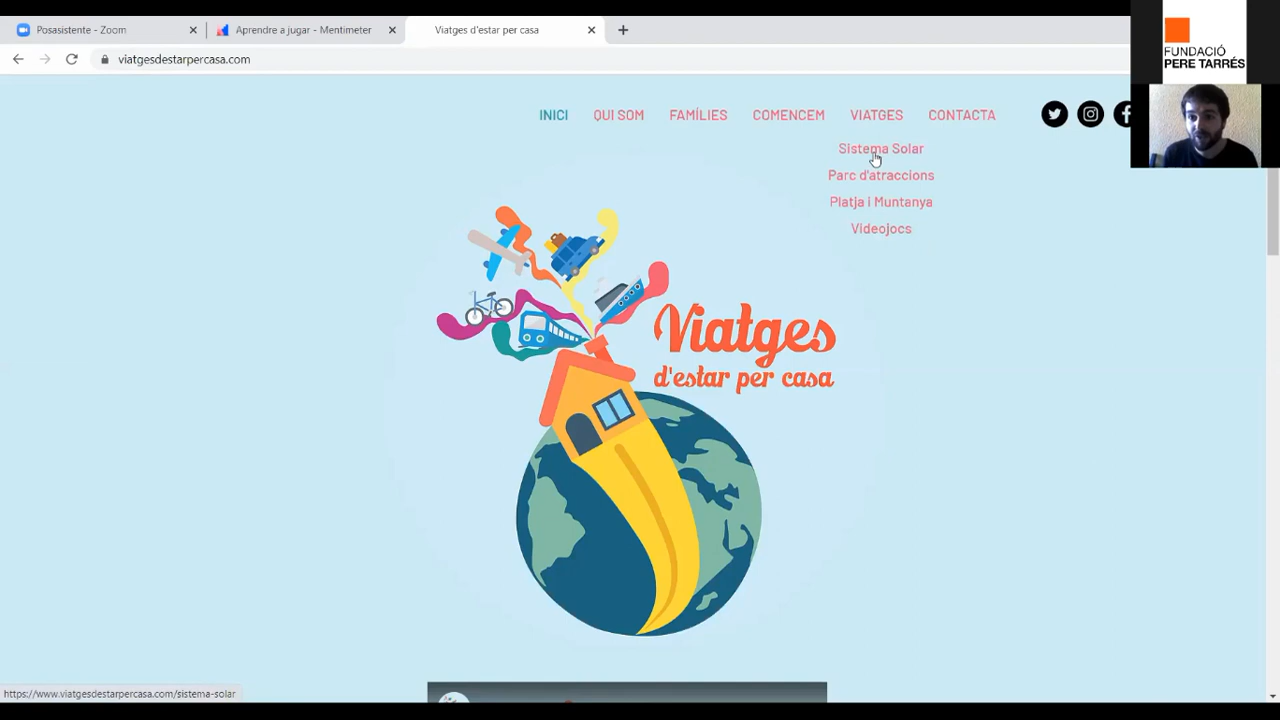 Posasistente - Zoom
Aprendre a jugar - Mentimeter
Viatges d'estar per casa
viatgesdestarpercasa.com
FUNDACIÓ
PERE TARRÉS
INICI
QUI SOM
FAMÍLIES
COMENCEM
VIATGES
CONTACTA
Sistema Solar
Parc d'atraccions
Platja i Muntanya
Videojocs
Viatges
d'estar per casa
https://www.viatgesdestarpercasa.com/sistema-solar